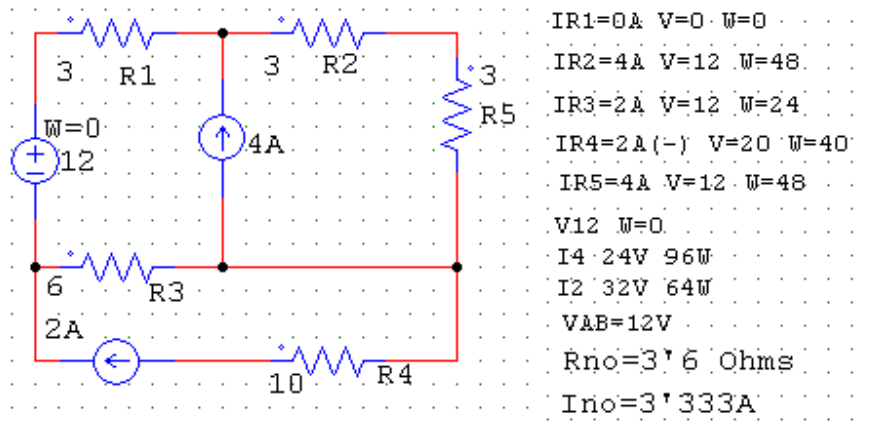 R1
3
R2
3
3
R5
W=0
12
4A
6
R3
2A
10
R4
IR1=0A V=0 W=0
IR2=4A V=12 W=48
IR3=2A V=12 W=24
IR4=2A(-) V=20 W=40
IR5=4A V=12 W=48
V12 W=0
I4 24V 96W
I2 32V 64W
VAB=12V
Rno=3'6 Ohms
Ino=3'333A